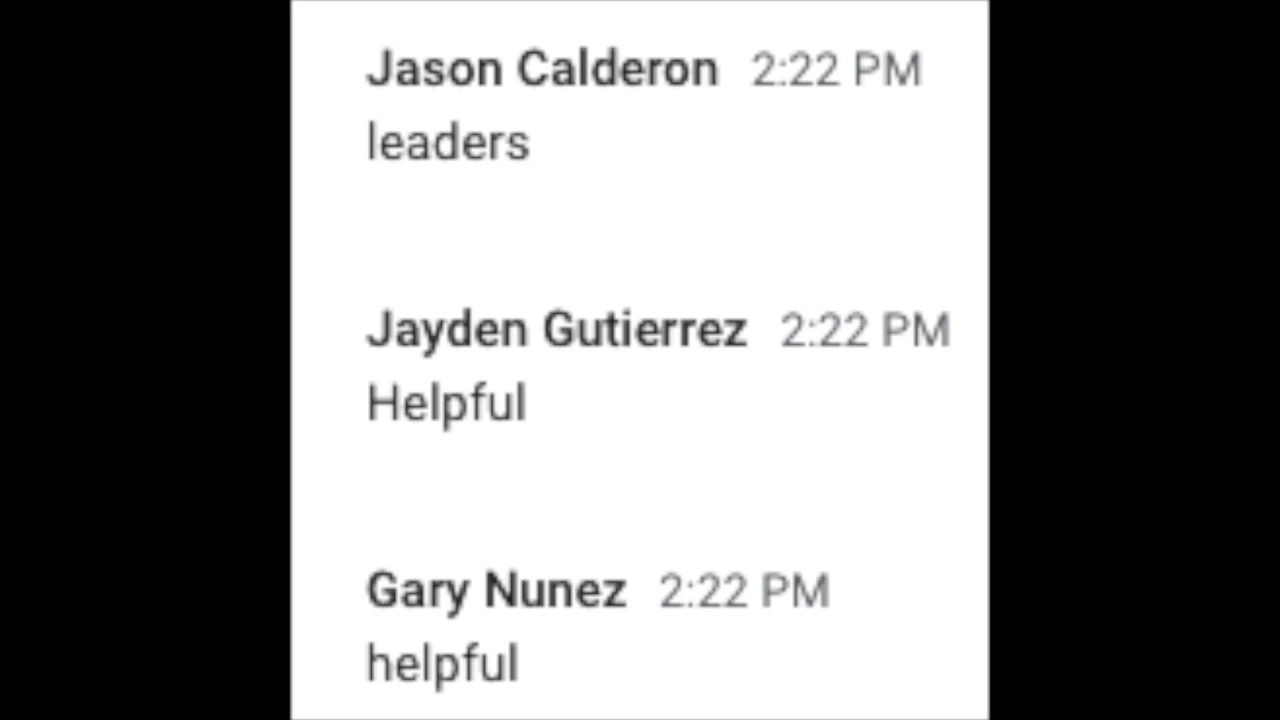 Jason Calderon 2:22 PM
leaders
Jayden Gutierrez 2:22 PM
Helpful
Gary Nunez 2:22 PM
helpful